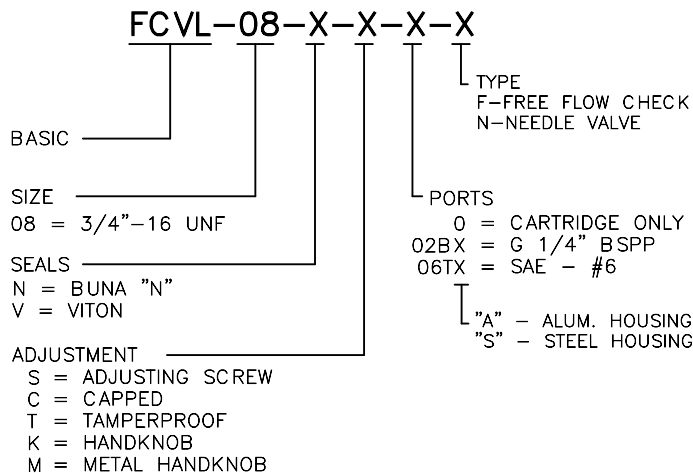 FCVL-08-X-X-X-X
TYPE
F-FREE FLOW CHECK
N-NEEDLE VALVE
BASIC
SIZE
08 = 3/4"-16 UNF
PORTS
0 = CARTRIDGE ONLY
02BX = G 1/4" BSPP
06TX = SAE - #6
"A" - ALUM. HOUSING
"S" - STEEL HOUSING
SEALS
N = BUNA "N"
V = VITON
ADJUSTMENT
S = ADJUSTING SCREW
C = CAPPED
T = TAMPERPROOF
K = HANDKNOB
M = METAL HANDKNOB